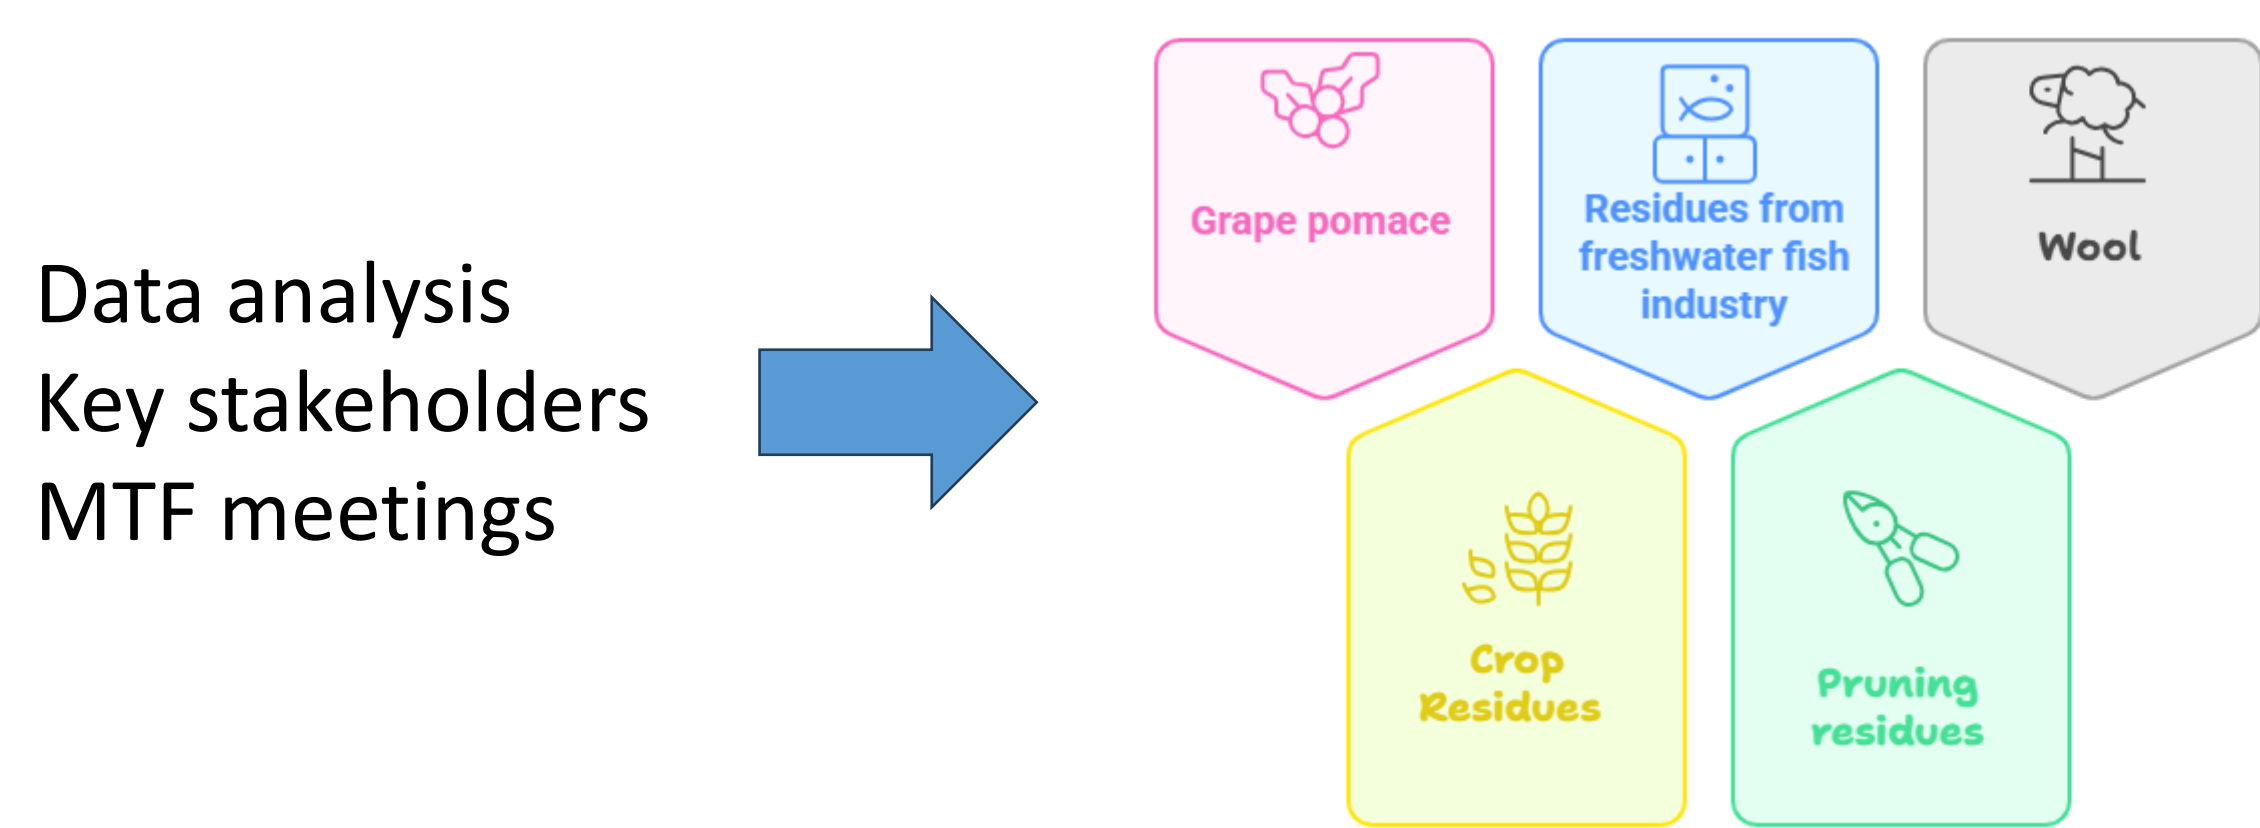 Data analysis
Key stakeholders
MTF meetings
Grape pomace
Residues from
freshwater fish
industry
Wool
Crop
Residues
Pruning
residues